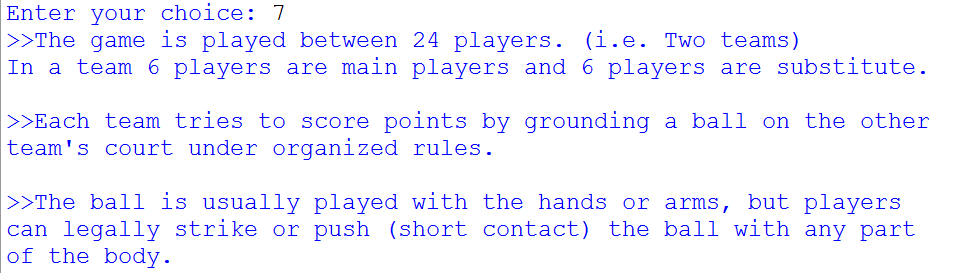 Enter your choice: 7
>>The game is played between 24 players. (i.e. Two teams)
In a team 6 players are main players and 6 players are substitute.
>>Each team tries to score points by grounding a ball on the other
team's court under organized rules.
>>The ball is usually played with the hands or arms, but players
can legally strike or push (short contact) the ball with any part
of the body.